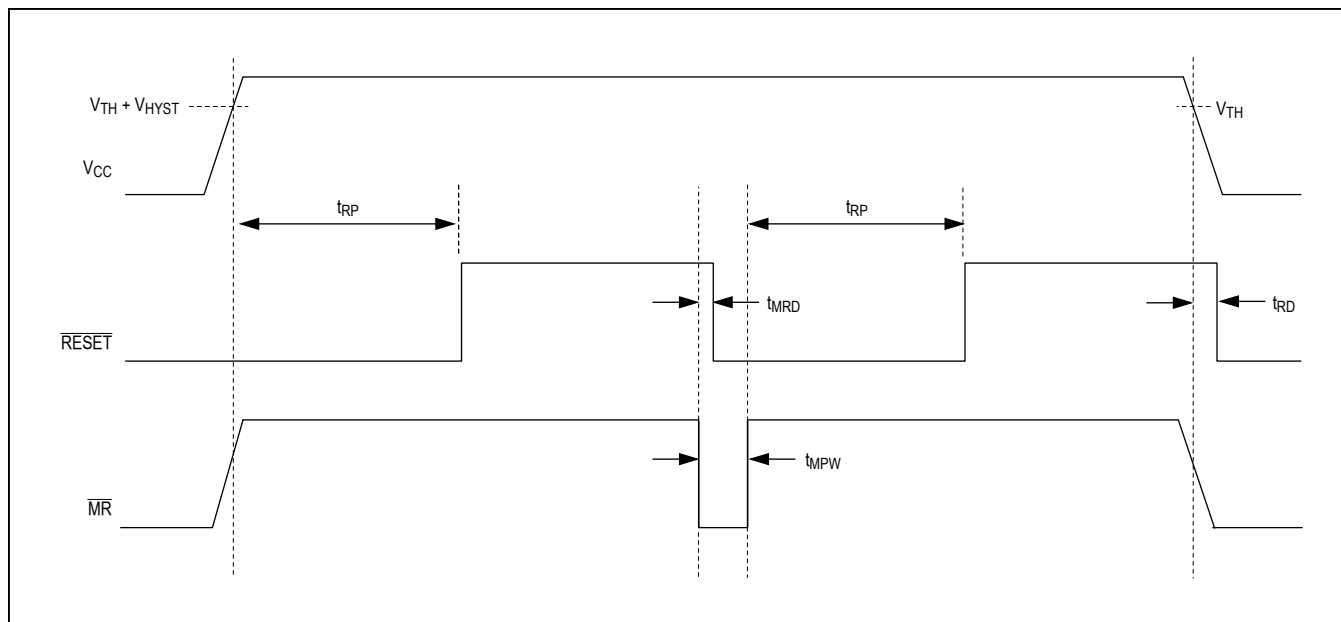 VTH + VHYST
VTH
VCC
tRP
tRP
tMRD
tRD
RESET
tMPW
MR